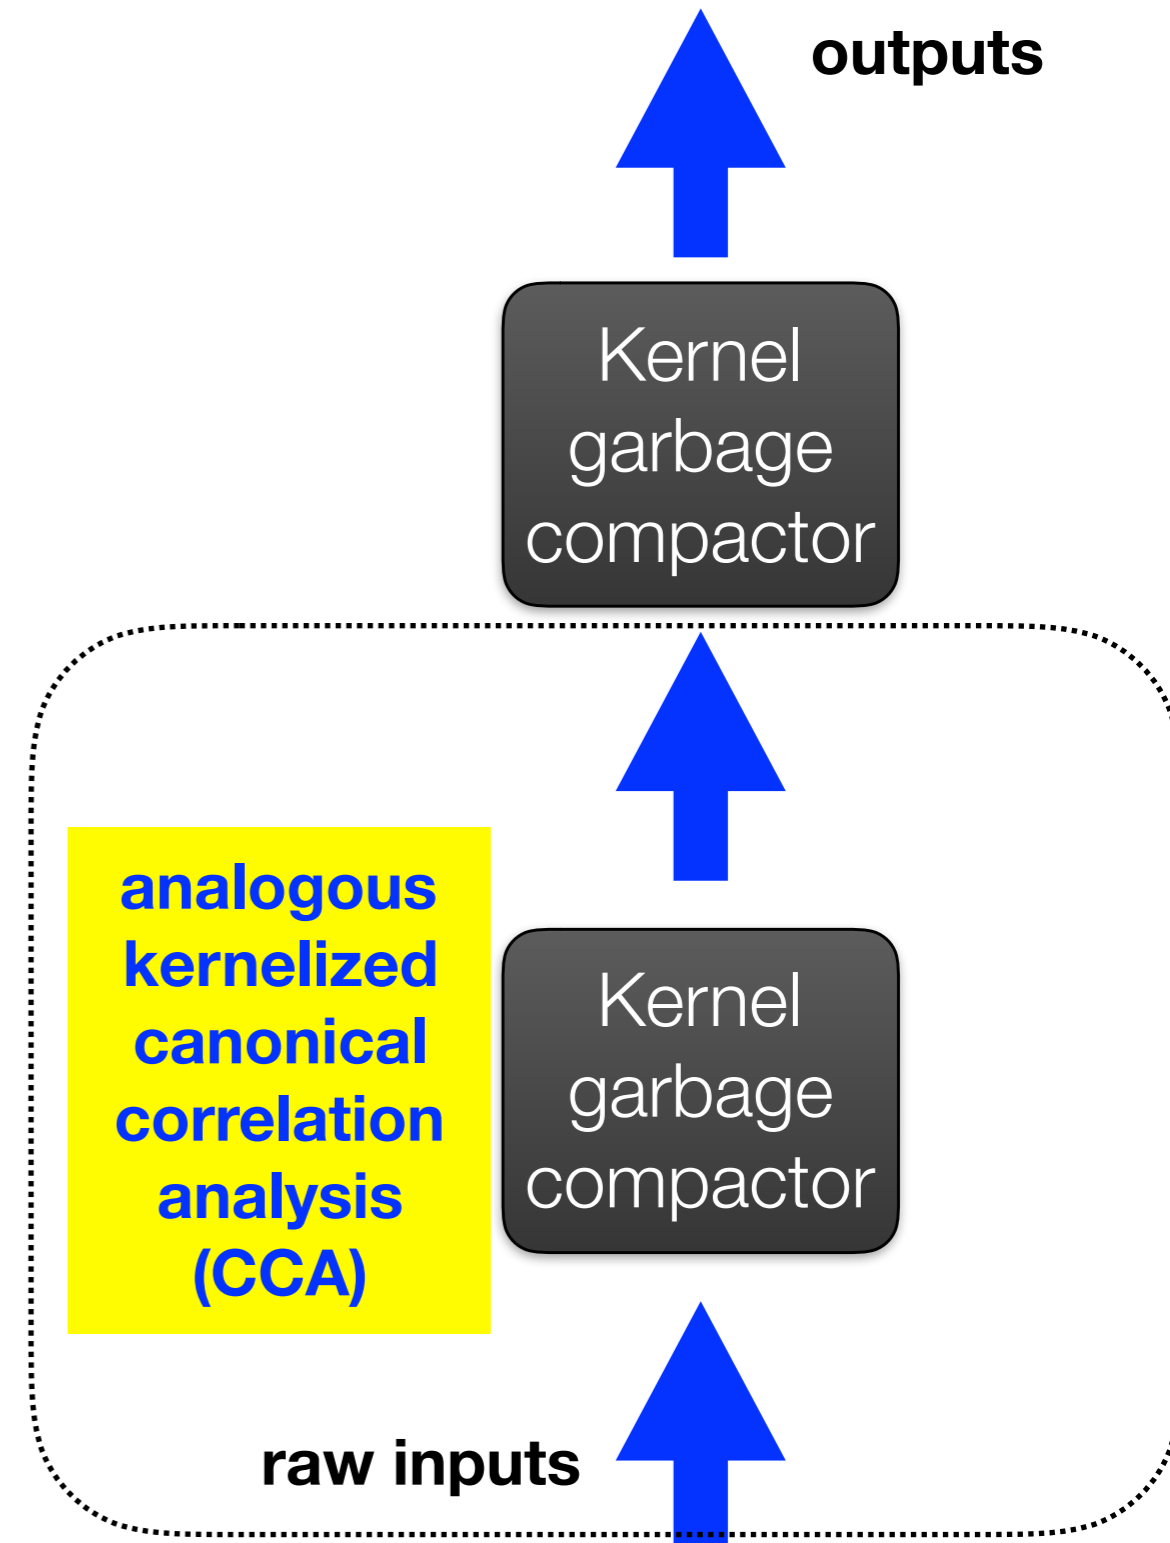 outputs
Kernel
garbage
compactor
analogous
kernelized
canonical
correlation
analysis
(CCA)
Kernel
garbage
compactor
raw inputs